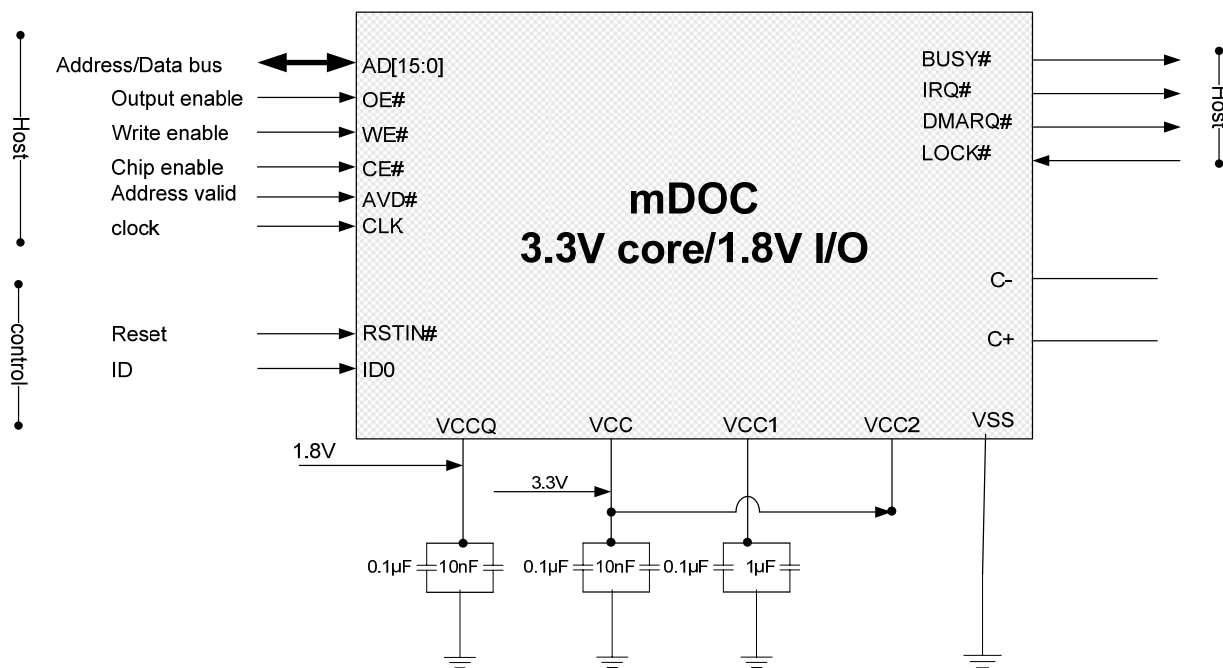 Host
Address/Data bus
Output enable
Write enable
Chip enable
Address valid
clock
control
Reset
ID
AD[15:0]
OE#
WE#
CE#
AVD#
CLK
RSTIN#
ID0
mDOC
3.3V core/1.8V I/O
BUSY#
IRQ#
DMARQ#
LOCK#
Host
C-
C+
VCCQ
VCC
VCC1
VCC2
VSS
1.8V
3.3V
0.1µF
10nF
0.1µF
10nF
0.1µF
1µF